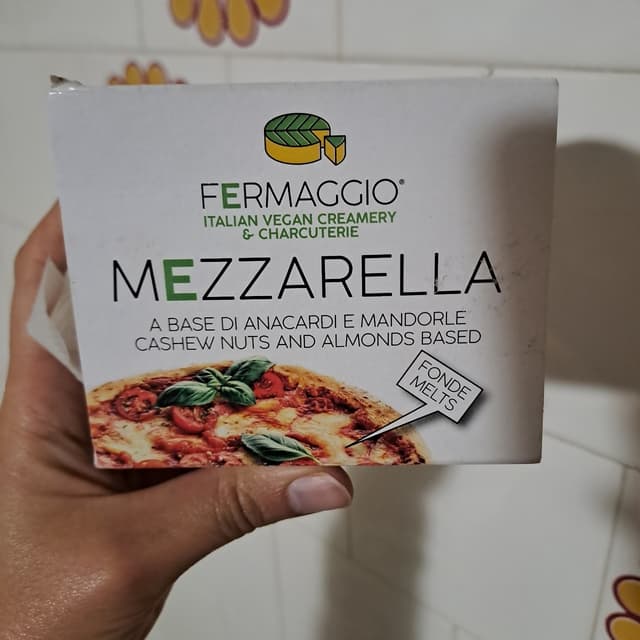 FERMAGGIO®
ITALIAN VEGAN CREAMERY
& CHARCUTERIE
MEZZARELLA
A BASE DI ANACARDI E MANDORLE
CASHEW NUTS AND ALMONDS BASED
FONDE
MELTS